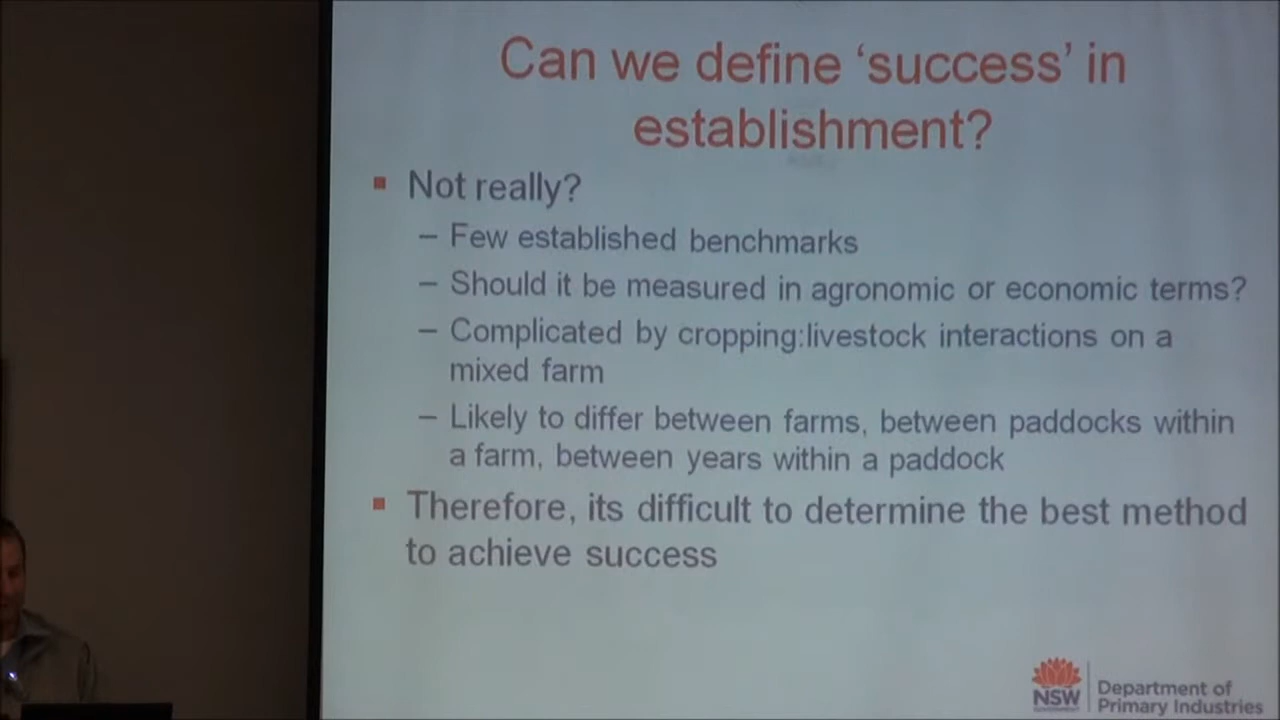 Can we define ‘success’ in
establishment?
Not really?
– Few established benchmarks
– Should it be measured in agronomic or economic terms?
– Complicated by cropping:livestock interactions on a
mixed farm
– Likely to differ between farms, between paddocks within
a farm, between years within a paddock
Therefore, its difficult to determine the best method
to achieve success
NSW
GOVERNMENT
Department of
Primary Industries